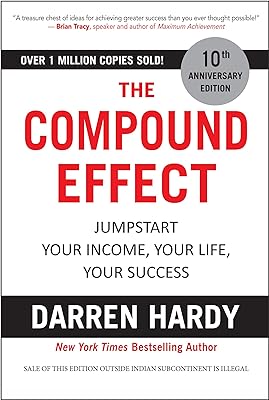 "A treasure chest of ideas for achieving greater success than you ever thought possible!"
— Brian Tracy, speaker and author of Maximum Achievement
OVER 1 MILLION COPIES SOLD!
10th
ANNIVERSARY
EDITION
THE
COMPOUND
EFFECT
JUMPSTART
YOUR INCOME, YOUR LIFE,
YOUR SUCCESS
DARREN HARDY
New York Times Bestselling Author
SALE OF THIS EDITION OUTSIDE INDIAN SUBCONTINENT IS ILLEGAL